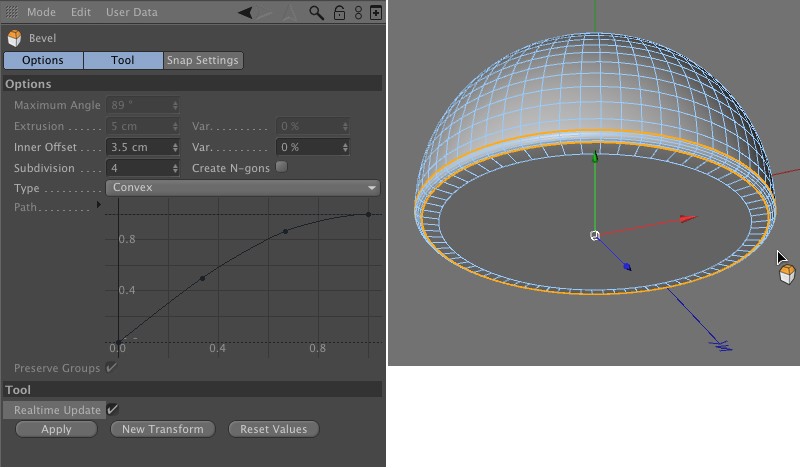 Mode Edit User Data
Bevel
Options Tool Snap Settings
Options
Maximum Angle 89 °
Extrusion . . . . . . 5 cm Var. . . . . . . . . . 0 %
Inner Offset . . . . 3.5 cm Var. . . . . . . . . . 0 %
Subdivision . . . . 4 Create N-gons
Type . . . . . . . . . . Convex
Path. . . . . . . .
0.8
0.4
0.0 0.4 0.8
Preserve Groups
Tool
Realtime Update
Apply New Transform Reset Values